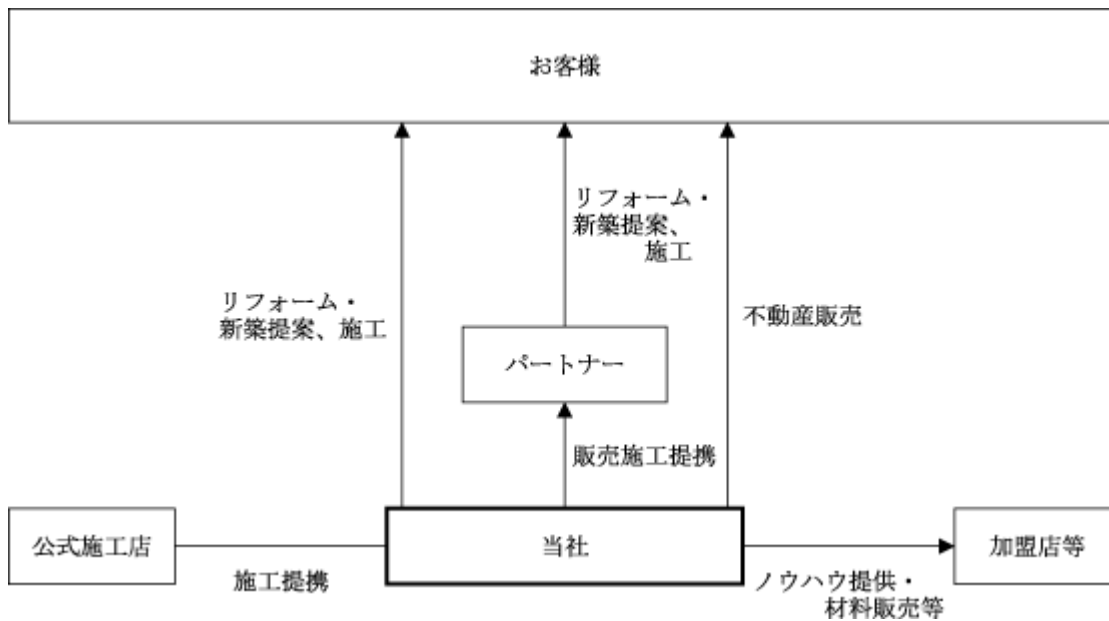 お客様
リフォーム・
新築提案、
施工
リフォーム・
新築提案、施工
不動産販売
パートナー
販売施工提携
公式施工店
当社
加盟店等
施工提携
ノウハウ提供・
材料販売等